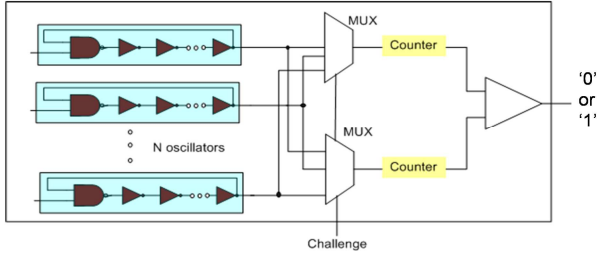 MUX
Counter
'0'
or
'1'
MUX
N oscillators
Counter
Challenge